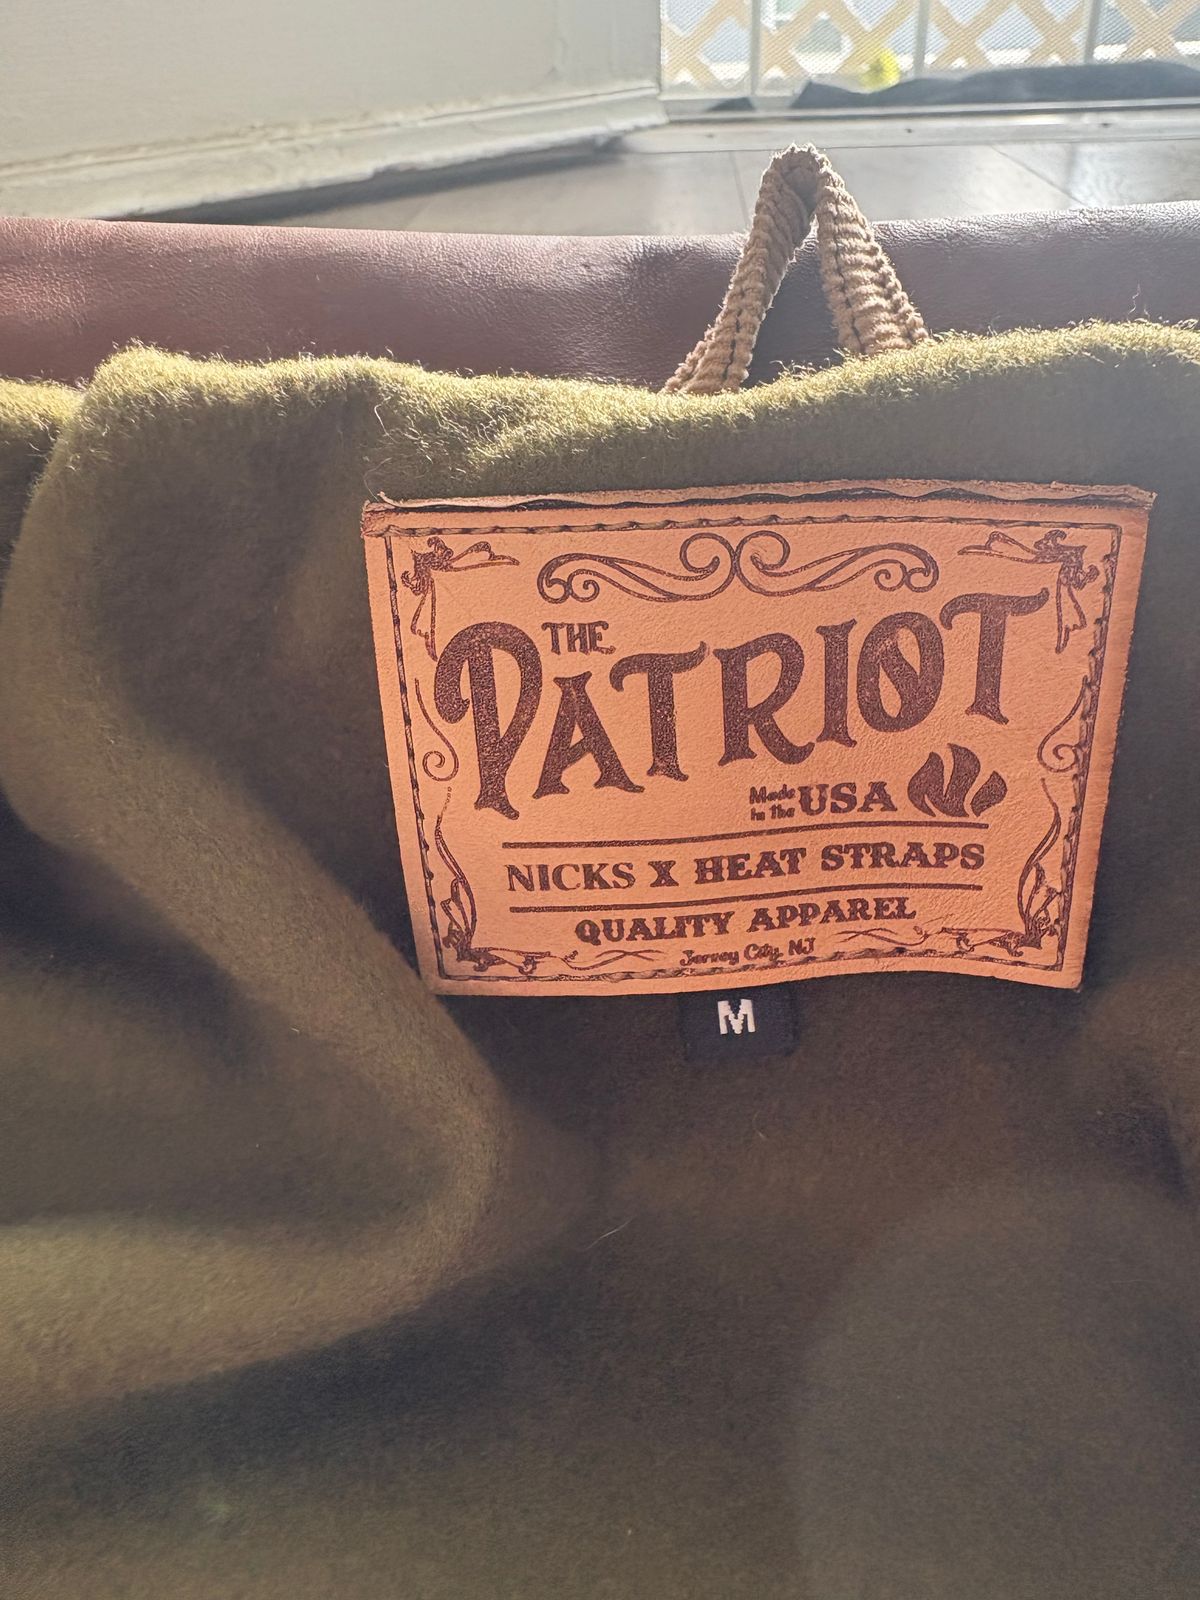 THE
PATRIOT
Made in the USA
NICKS X HEAT STRAPS
QUALITY APPAREL
Jersey City, NJ
M